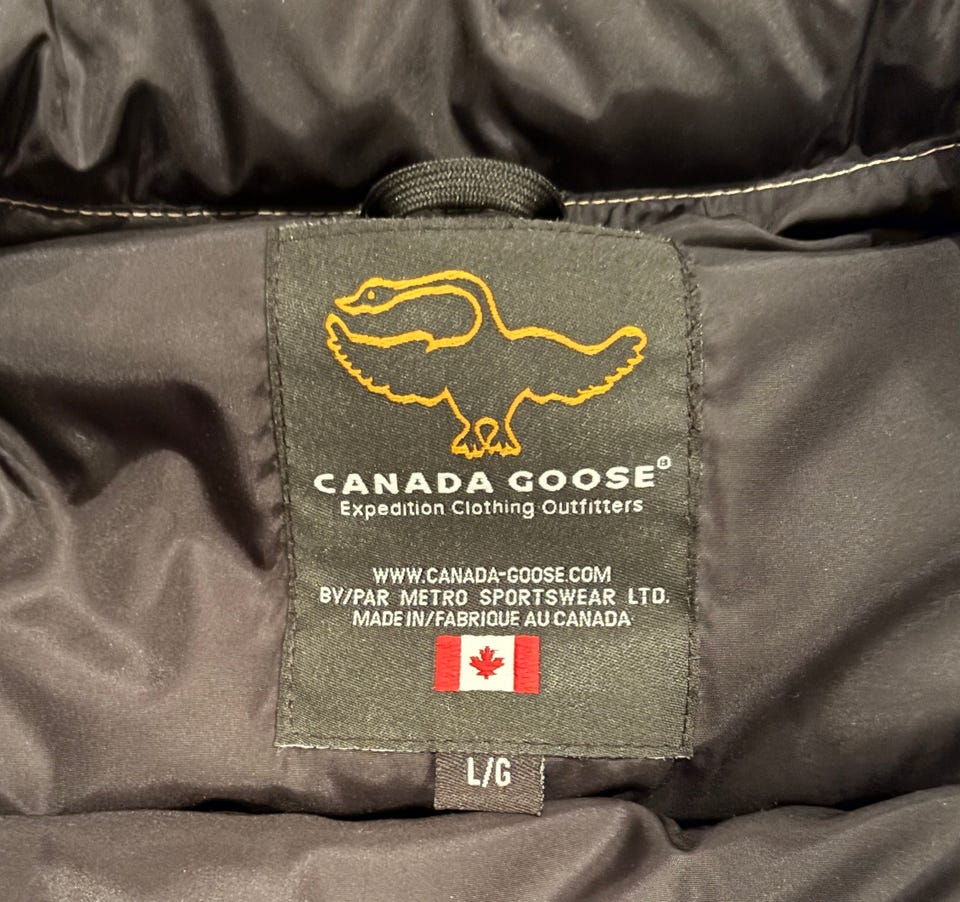 CANADA GOOSE®
Expedition Clothing Outfitters
WWW.CANADA-GOOSE.COM
BY/PAR METRO SPORTSWEAR LTD.
MADE IN/FABRIQUE AU CANADA
L/G